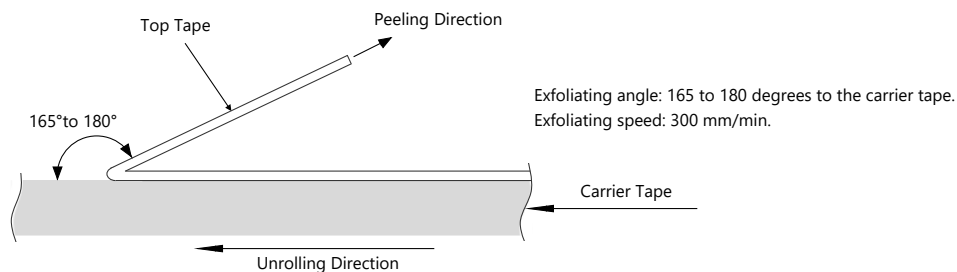 Top Tape
Peeling Direction
Exfoliating angle: 165 to 180 degrees to the carrier tape.
Exfoliating speed: 300 mm/min.
165°to 180°
Carrier Tape
Unrolling Direction